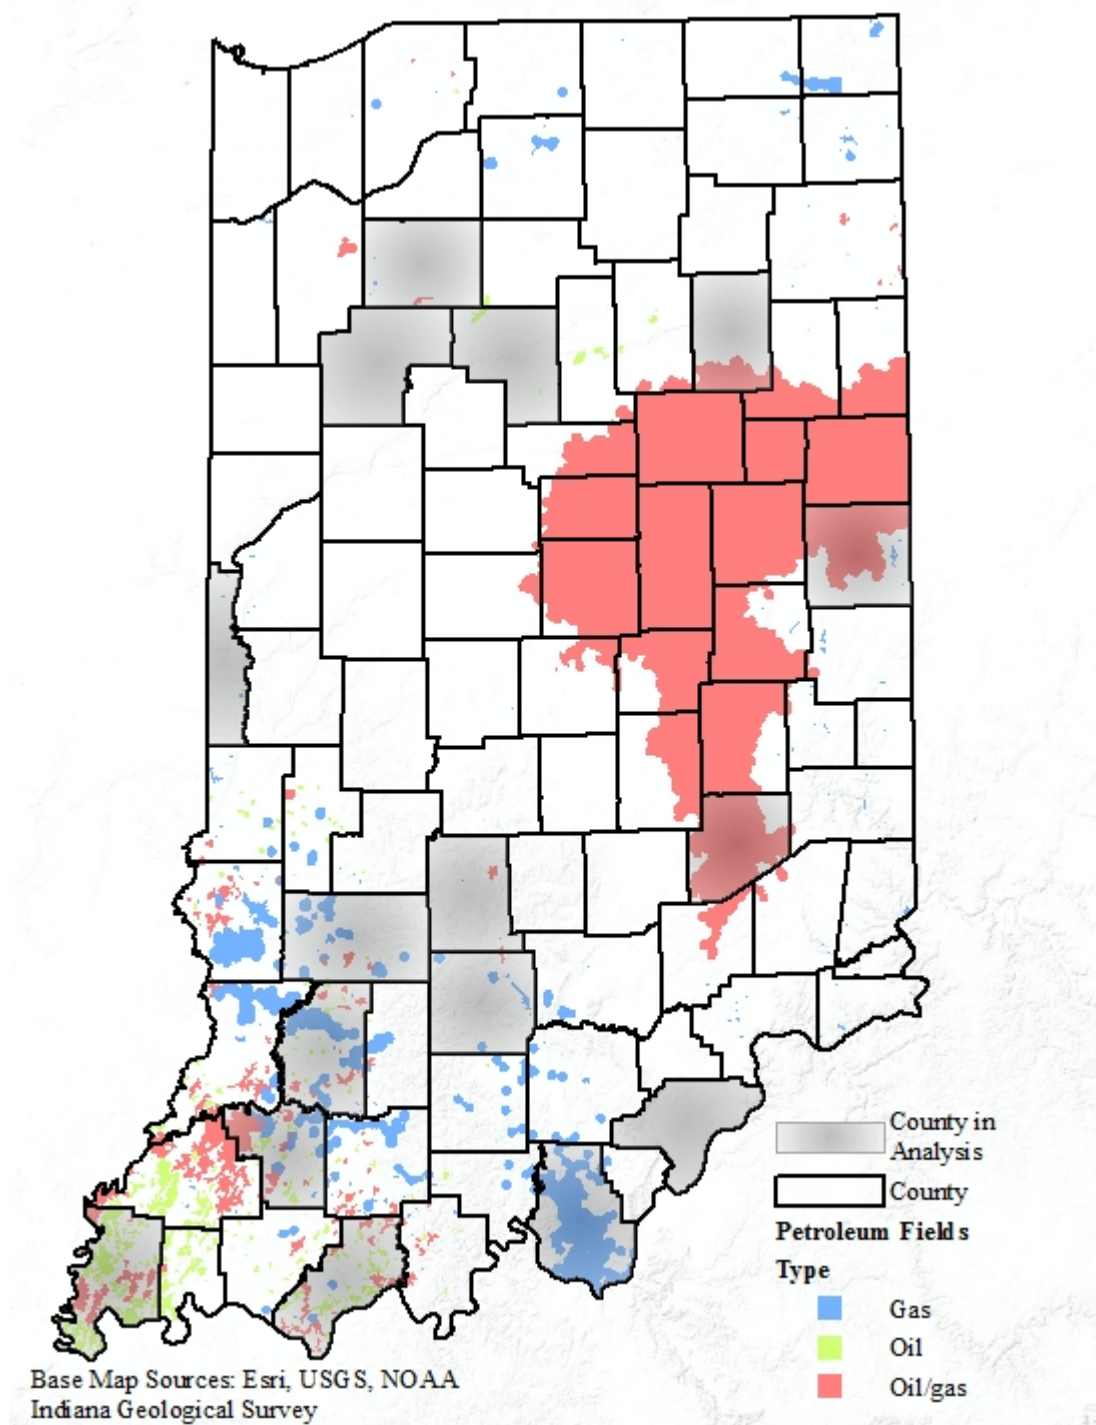 County in
Analysis
County
Petroleum Fields
Type
Gas
Oil
Oil/gas
Base Map Sources: Esri, USGS, NOAA
Indiana Geological Survey